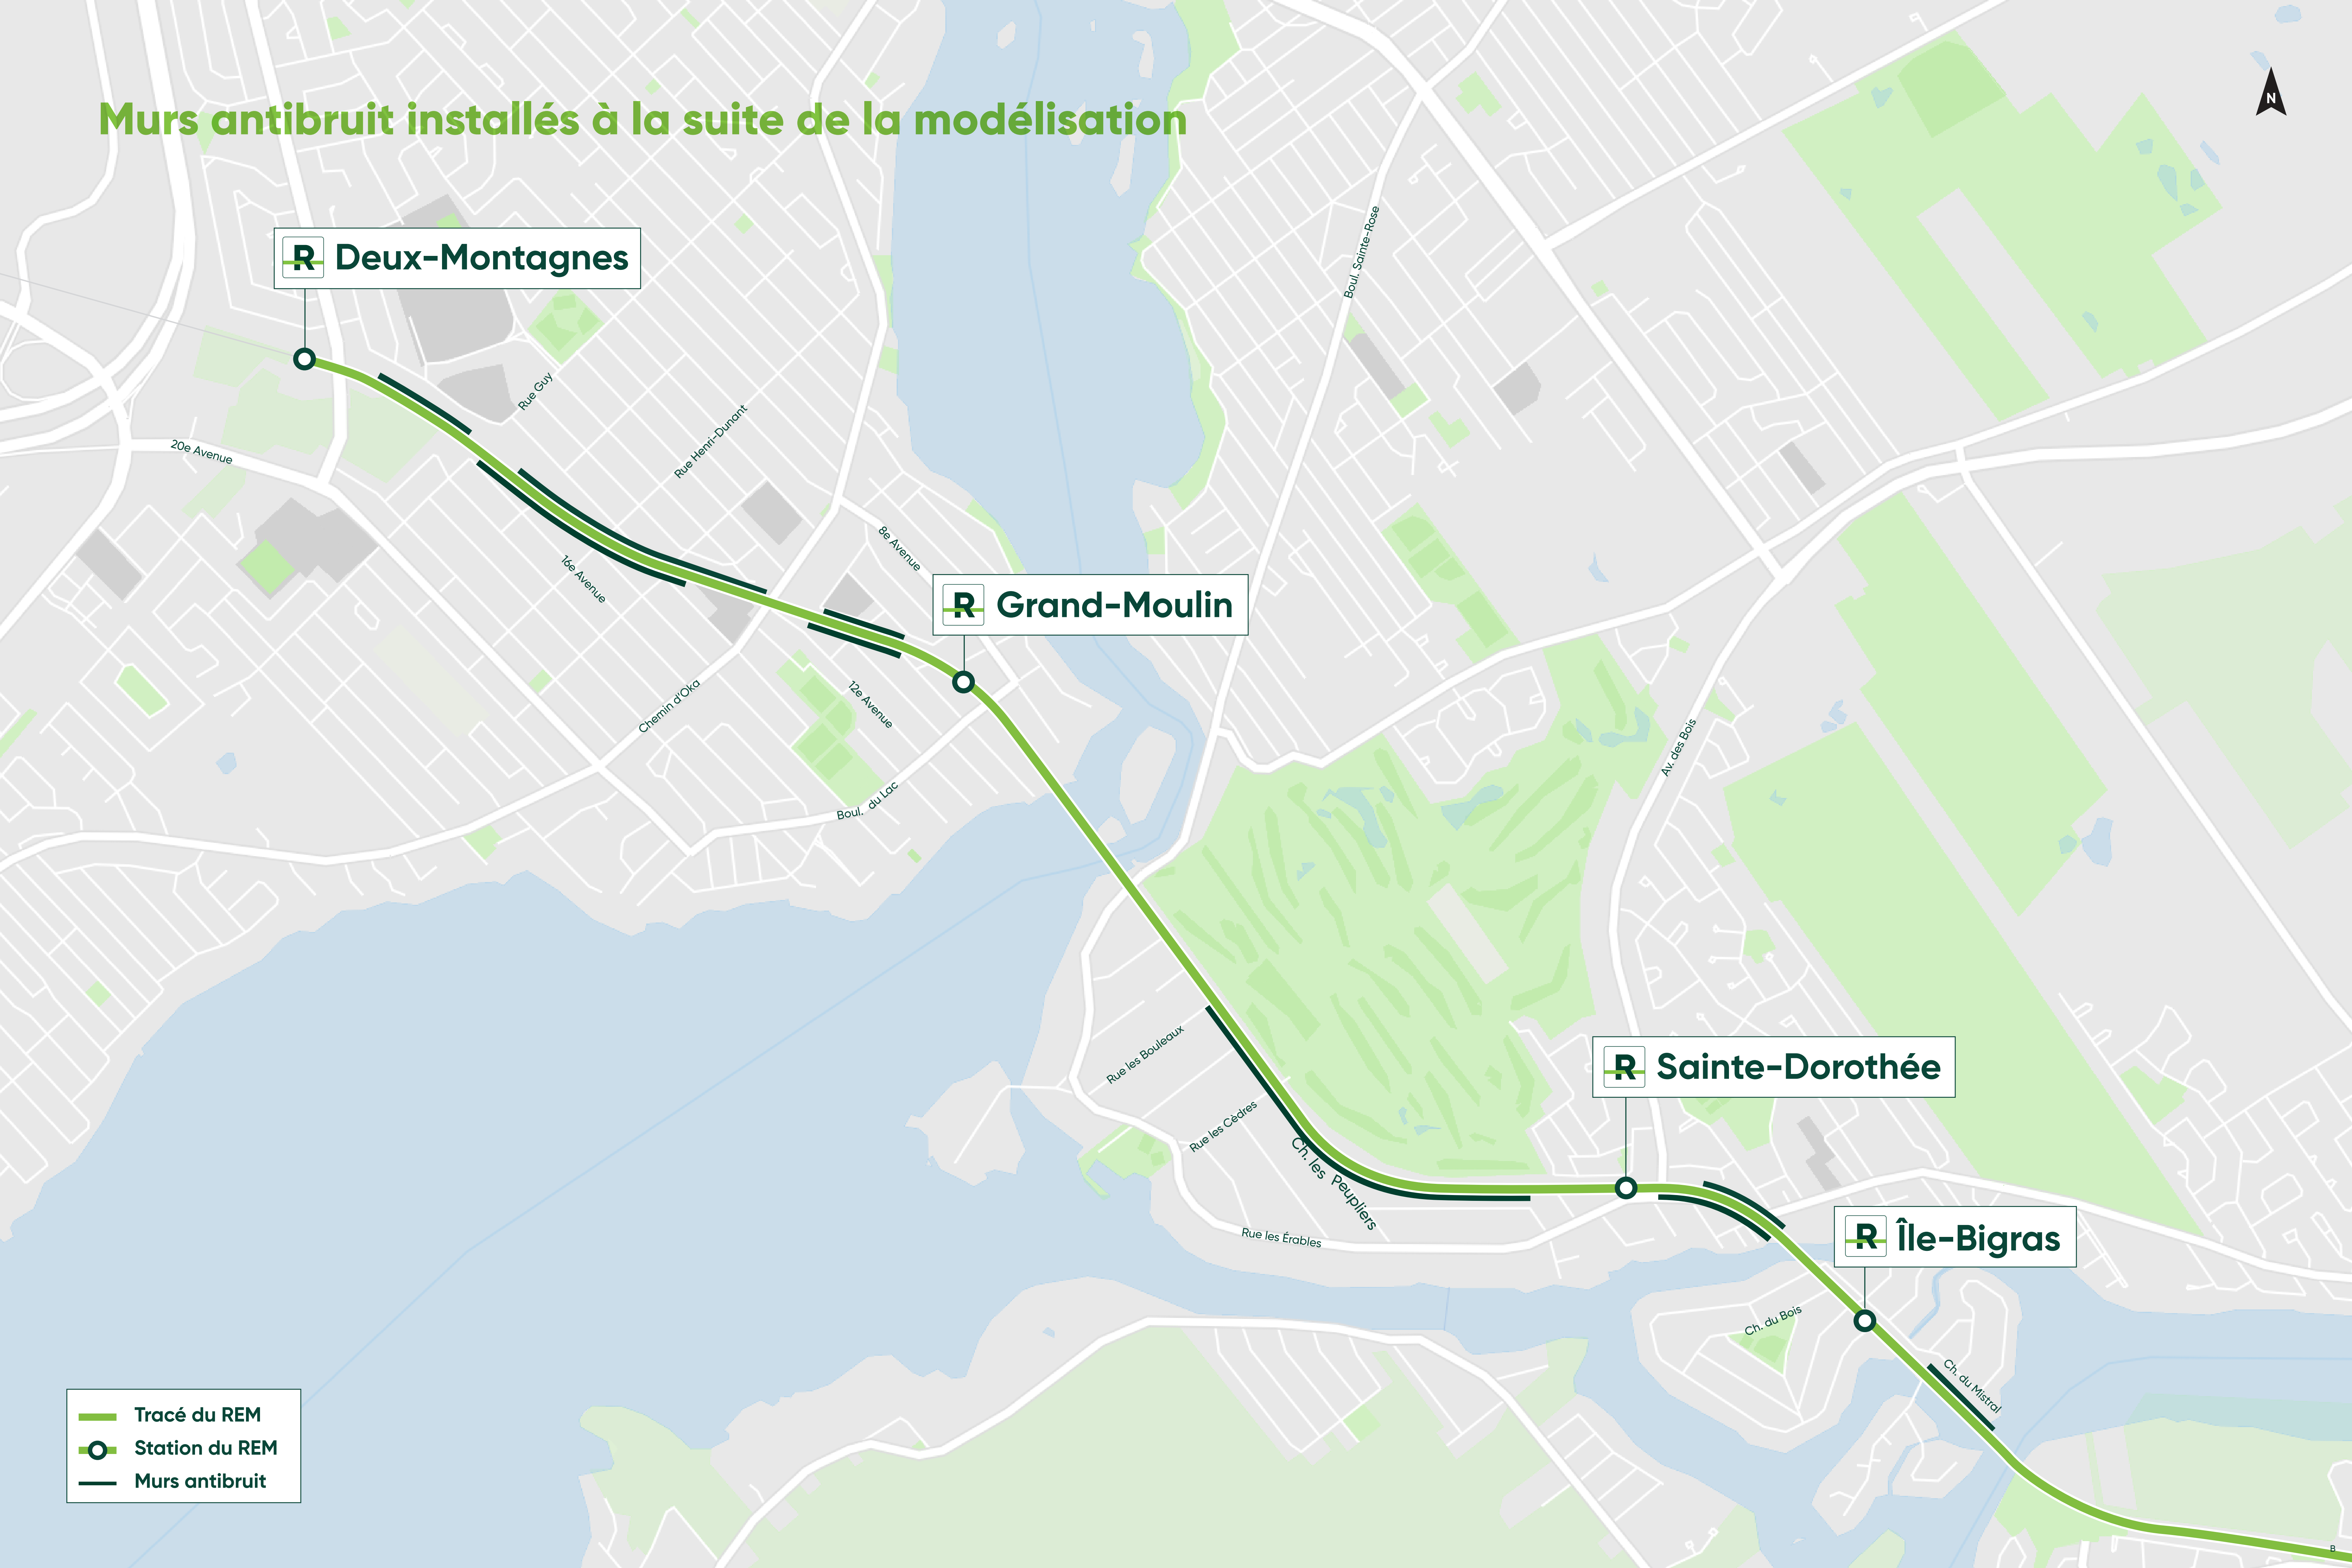 Murs antibruit installés à la suite de la modélisation
N
Boul. Sainte-Rose
R Deux-Montagnes
Rue Guy
Rue Henri-Dunant
20e Avenue
8e Avenue
16e Avenue
R Grand-Moulin
Chemin d'Oka
12e Avenue
Boul. du Lac
Av. des Bois
Rue les Bouleaux
Rue les Cèdres
Ch. les Peupliers
Rue les Érables
R Sainte-Dorothée
R Île-Bigras
Ch. du Bois
Ch. du Mistral
Tracé du REM
Station du REM
Murs antibruit
B